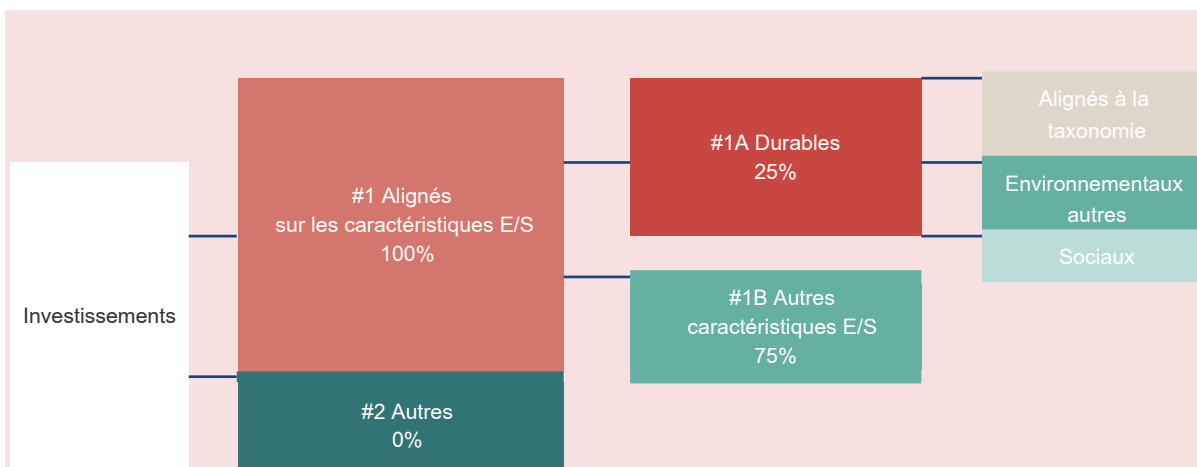 Investissements
#1 Alignés
sur les caractéristiques E/S
100%
#2 Autres
0%
#1A Durables
25%
#1B Autres
caractéristiques E/S
75%
Alignés à la
taxonomie
Environnementaux
autres
Sociaux